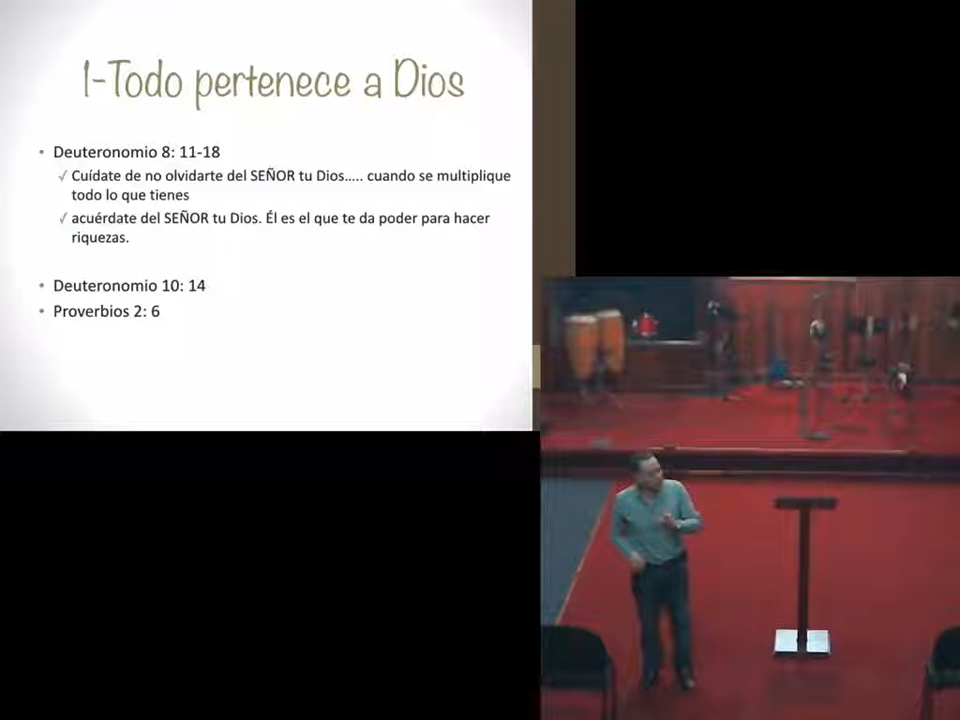 1-Todo pertenece a Dios
• Deuteronomio 8: 11-18
✓ Cuídate de no olvidarte del SEÑOR tu Dios..... cuando se multiplique
todo lo que tienes
✓ acuérdate del SEÑOR tu Dios. Él es el que te da poder para hacer
riquezas.
• Deuteronomio 10: 14
• Proverbios 2: 6